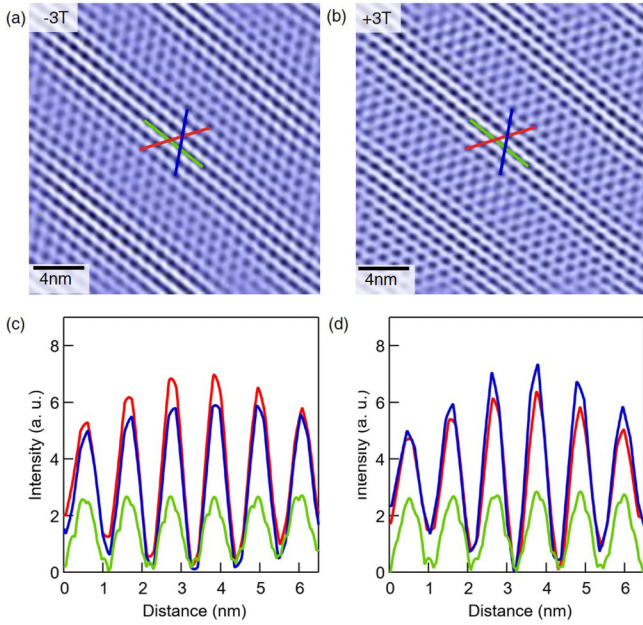 (a)
-3T
4nm
(b)
+3T
4nm
(c)
8
6
4
2
0
Intensity (a. u.)
0 1 2 3 4 5 6
Distance (nm)
(d)
8
6
4
2
0
intensity (a. u.)
0 1 2 3 4 5 6
Distance (nm)